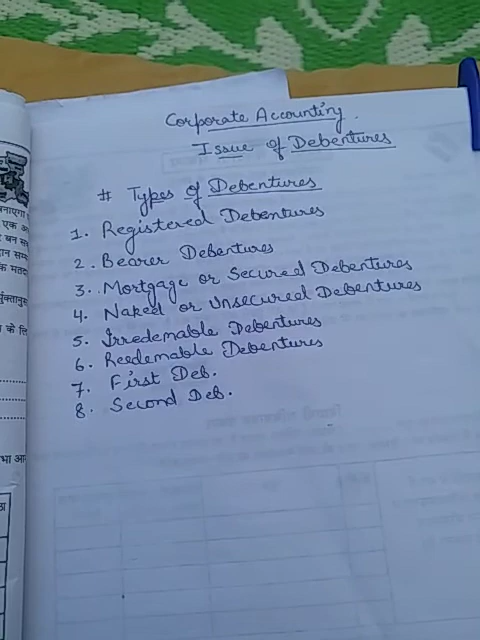 Corporate Accounting.
Issue of Debentures
# Types of Debentures
1. Registered Debentures
2. Bearer Debentures
3. Mortgage or Secured Debentures
4. Naked or Unsecured Debentures
5. Irredemable Debentures
6. Reedemable Debentures
7. First Deb.
8. Second Deb.